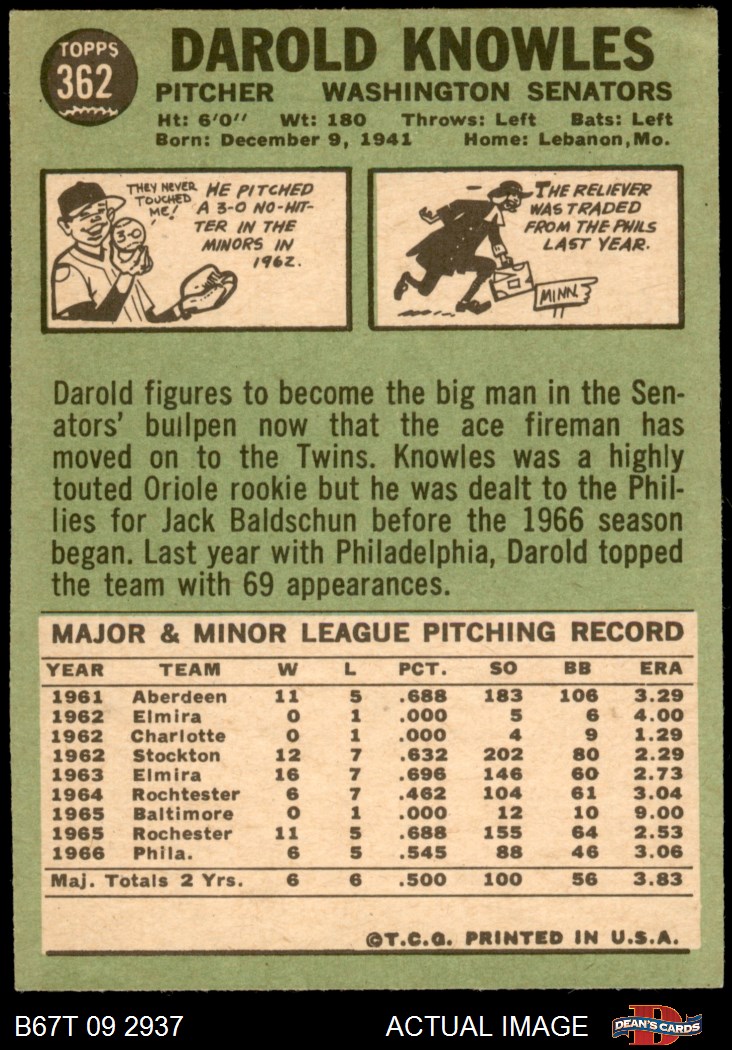 TOPPS
362
DAROLD KNOWLES
PITCHER WASHINGTON SENATORS
Ht: 6'0" Wt: 180 Throws: Left Bats: Left
Born: December 9, 1941 Home: Lebanon, Mo.
THEY NEVER
TOUCHED
ME!
3-0
HE PITCHED
A 3-0 NO-HIT-
TER IN THE
MINORS IN
1962.
THE RELIEVER
WAS TRADED
FROM THE PHILS
LAST YEAR.
MINN.
Darold figures to become the big man in the Sen-
ators' bullpen now that the ace fireman has
moved on to the Twins. Knowles was a highly
touted Oriole rookie but he was dealt to the Phil-
lies for Jack Baldschun before the 1966 season
began. Last year with Philadelphia, Darold topped
the team with 69 appearances.
MAJOR & MINOR LEAGUE PITCHING RECORD
YEAR TEAM W L PCT. SO BB ERA
1961 Aberdeen 11 5 .688 183 106 3.29
1962 Elmira 0 1 .000 5 6 4.00
1962 Charlotte 0 1 .000 4 9 1.29
1962 Stockton 12 7 .632 202 80 2.29
1963 Elmira 16 7 .696 146 60 2.73
1964 Rochtester 6 7 .462 104 61 3.04
1965 Baltimore 0 1 .000 12 10 9.00
1965 Rochester 11 5 .688 155 64 2.53
1966 Phila. 6 5 .545 88 46 3.06
Maj. Totals 2 Yrs. 6 6 .500 100 56 3.83
©T.C.G. PRINTED IN U.S.A.
B67T 09 2937 ACTUAL IMAGE
D
DEAN'S CARDS